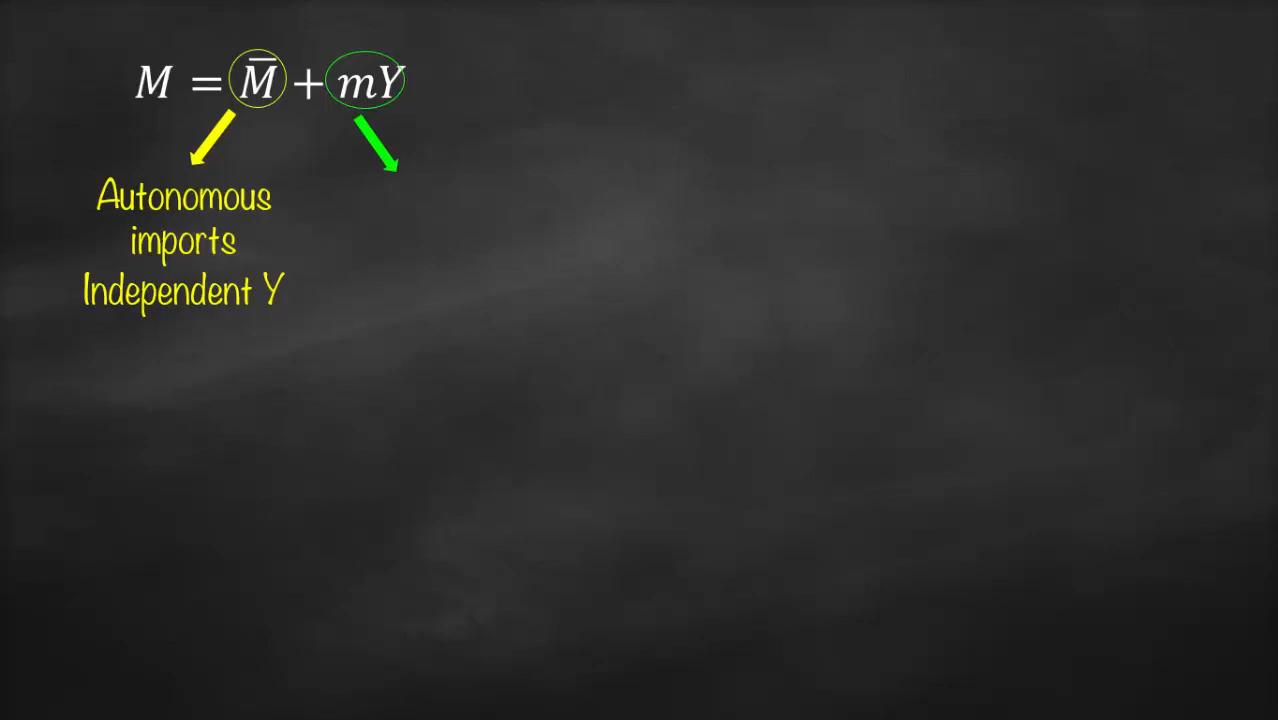 M = M̅ + mY
Autonomous
imports
Independent Y